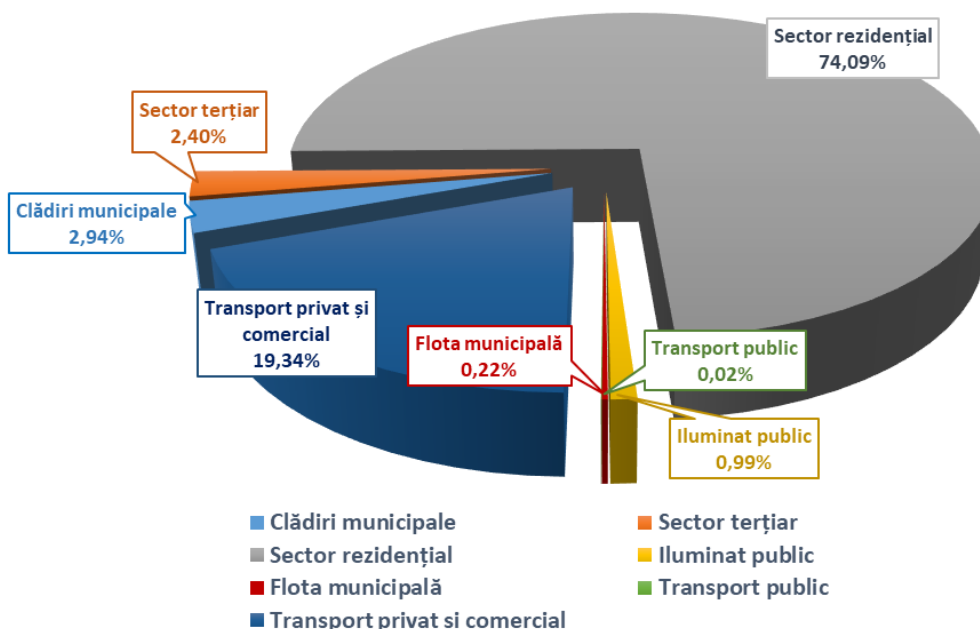 Sector rezidențial
74,09%
Sector terțiar
2,40%
Clădiri municipale
2,94%
Transport privat și
comercial
19,34%
Flota municipală
0,22%
Transport public
0,02%
Iluminat public
0,99%
Clădiri municipale
Sector terțiar
Sector rezidențial
Iluminat public
Flota municipală
Transport public
Transport privat și comercial